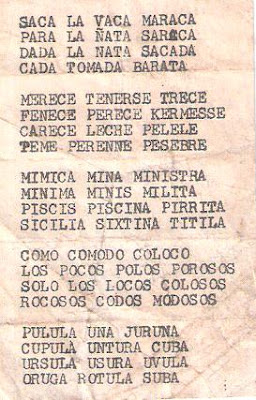 SACA LA VACA MARACA
PARA LA ÑATA SARACA
DADA LA NATA SACADA
CADA TOMADA BARATA
MERECE TENERSE TRECE
FENECE PERECE KERMESSE
CARECE LECHE PELELE
TEME PERENNE PESEBRE
MIMICA MINA MINISTRA
MINIMA MINIS MILITA
PISCIS PISCINA PIRRITA
SICILIA SIXTINA TITILA
COMO COMODO COLOCO
LOS POCOS POLOS POROSOS
SOLO LOS LOCOS COLOSOS
ROCOSOS CODOS MODOSOS
PULULA UNA JURUNA
CUPULA UNTURA CUBA
URSULA USURA UVULA
ORUGA ROTULA SUBA